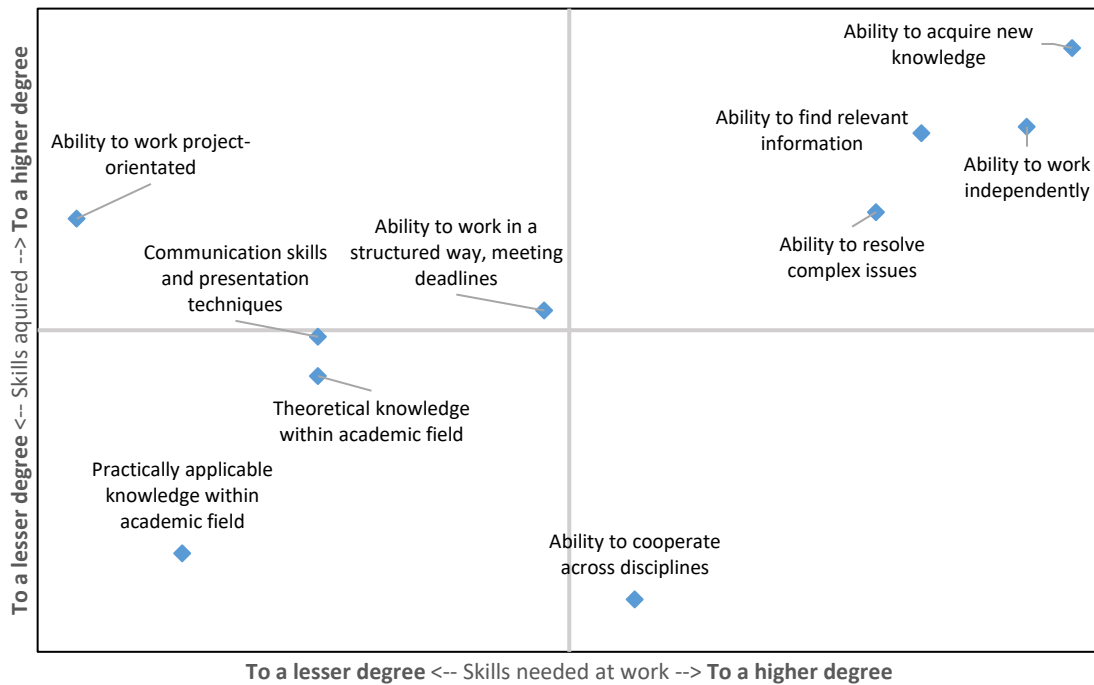 Ability to acquire new
knowledge
Ability to find relevant
information
Ability to work
independently
Ability to work project-
orientated
Ability to work in a
structured way, meeting
deadlines
Ability to resolve
complex issues
Communication skills
and presentation
techniques
Theoretical knowledge
within academic field
Practically applicable
knowledge within
academic field
Ability to cooperate
across disciplines
To a lesser degree <-- Skills aquired --> To a higher degree
To a lesser degree <-- Skills needed at work --> To a higher degree